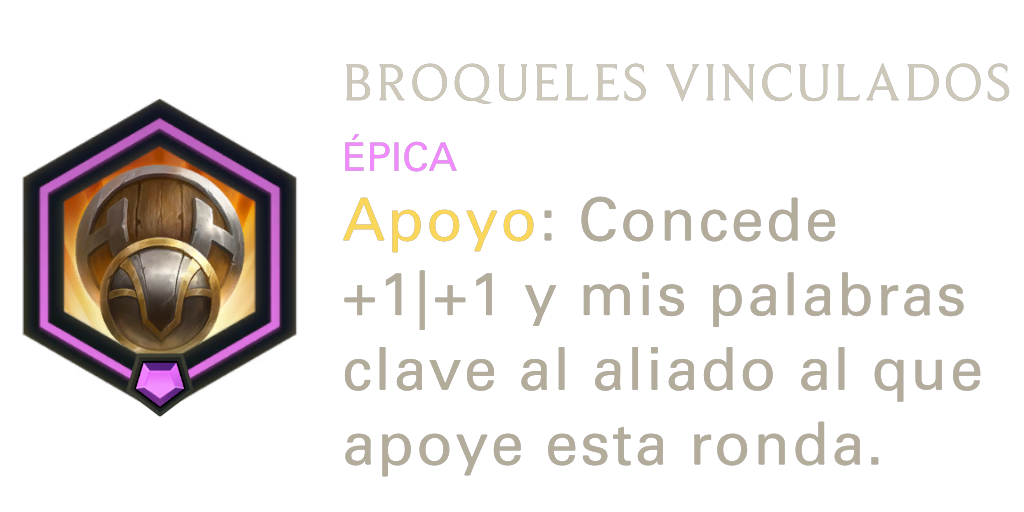 BROQUELES VINCULADOS
ÉPICA
Apoyo: Concede
+1|+1 y mis palabras
clave al aliado al que
apoye esta ronda.